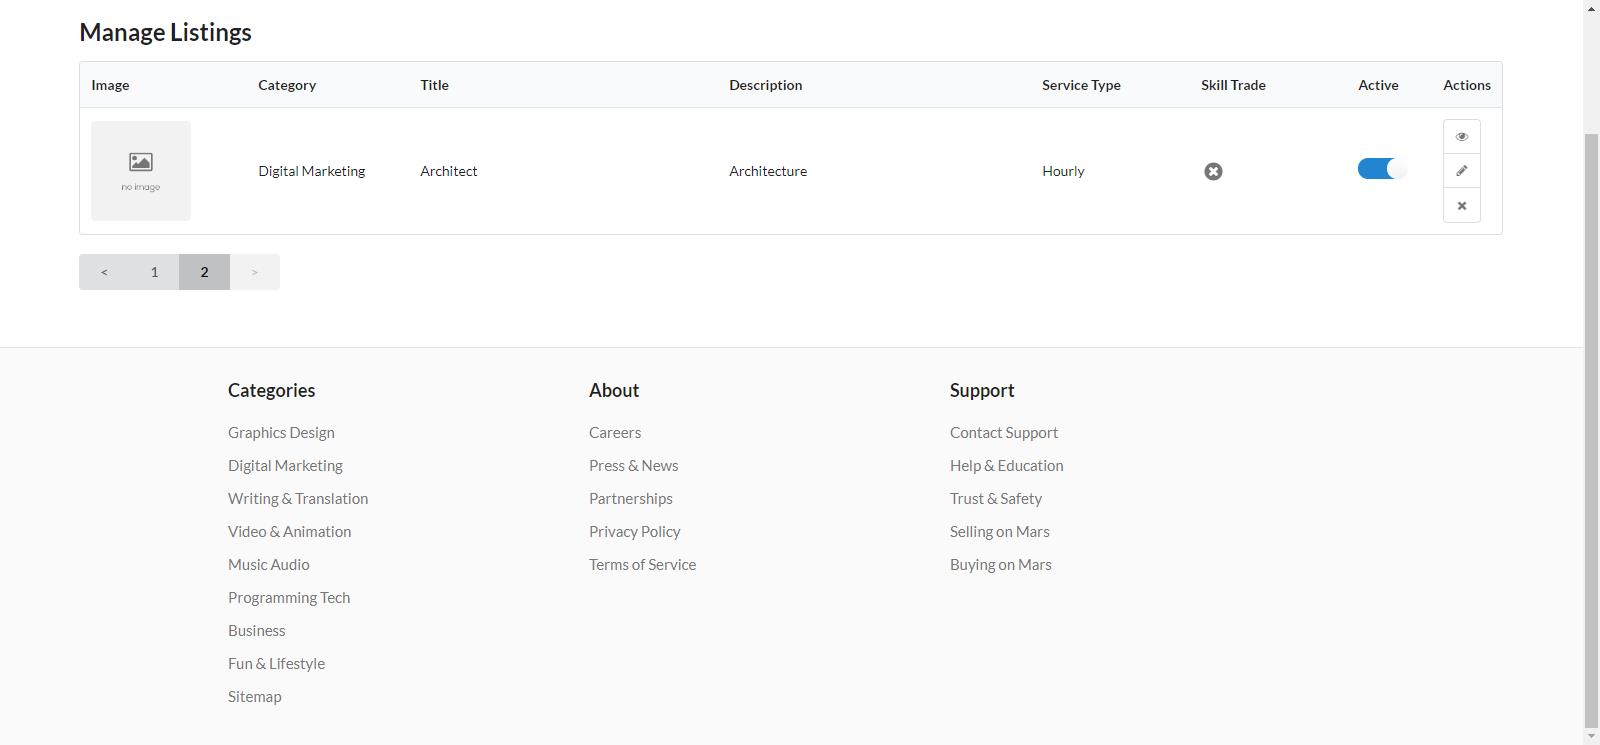 Manage Listings
Image Category Title Description Service Type Skill Trade Active Actions
no image
Digital Marketing Architect Architecture Hourly
< 1 2 >
Categories About Support
Graphics Design Careers Contact Support
Digital Marketing Press & News Help & Education
Writing & Translation Partnerships Trust & Safety
Video & Animation Privacy Policy Selling on Mars
Music Audio Terms of Service Buying on Mars
Programming Tech
Business
Fun & Lifestyle
Sitemap